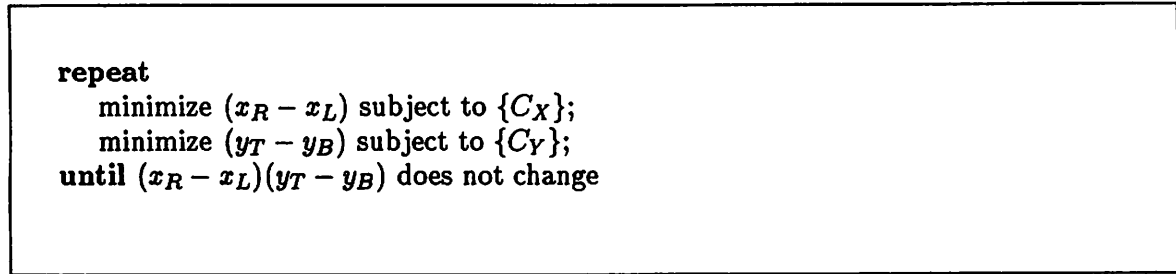 repeat
minimize (x_R − x_L) subject to {C_X};
minimize (y_T − y_B) subject to {C_Y};
until (x_R − x_L)(y_T − y_B) does not change